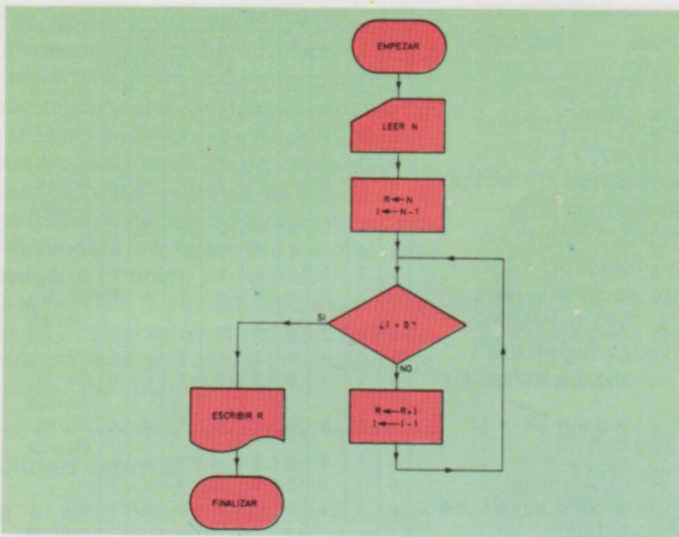 EMPEZAR
LEER N
R ← N
I ← N-1
¿I = 0?
SI
NO
ESCRIBIR R
I ← I-1
FINALIZAR